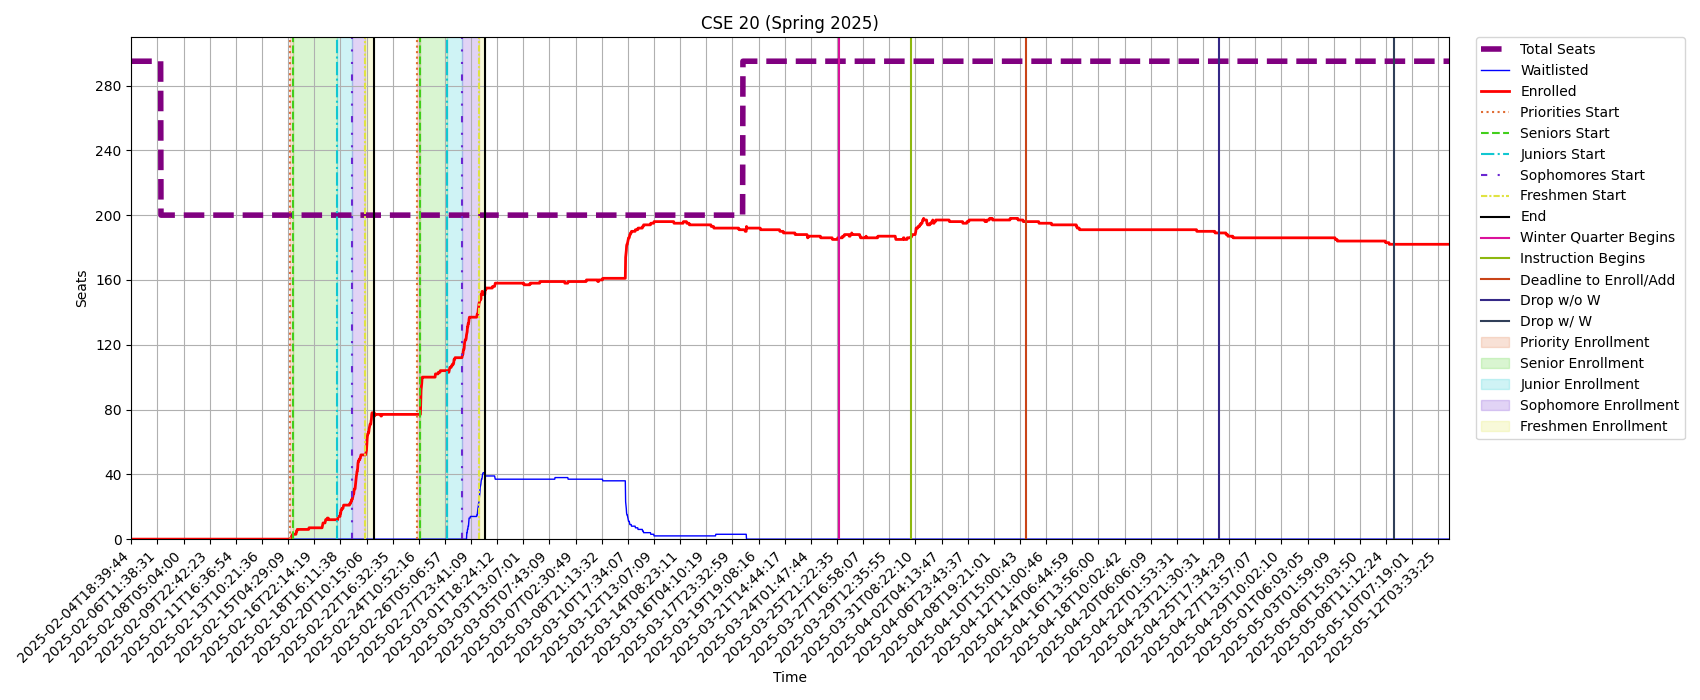 CSE 20 (Spring 2025)
Seats
280
240
200
160
120
80
40
0
2025-02-04T18:39:44
2025-02-06T11:38:31
2025-02-08T05:04:00
2025-02-09T22:42:23
2025-02-11T16:36:54
2025-02-13T10:21:36
2025-02-15T04:29:09
2025-02-16T22:14:19
2025-02-18T16:11:38
2025-02-20T10:15:06
2025-02-22T16:32:35
2025-02-24T10:52:16
2025-02-26T05:06:57
2025-02-27T23:41:09
2025-03-01T18:24:12
2025-03-03T13:07:01
2025-03-05T07:43:09
2025-03-07T02:30:49
2025-03-08T21:13:32
2025-03-10T17:34:07
2025-03-12T13:07:09
2025-03-14T08:23:11
2025-03-16T04:10:19
2025-03-17T23:32:59
2025-03-19T19:08:16
2025-03-21T14:44:17
2025-03-24T01:47:44
2025-03-25T21:22:35
2025-03-27T16:58:07
2025-03-29T12:35:55
2025-03-31T08:22:10
2025-04-02T04:13:47
2025-04-06T23:43:37
2025-04-08T19:21:01
2025-04-10T15:00:43
2025-04-12T11:00:46
2025-04-14T06:44:59
2025-04-16T13:56:00
2025-04-18T10:02:42
2025-04-20T06:06:09
2025-04-22T01:53:31
2025-04-23T21:30:31
2025-04-25T17:34:29
2025-04-27T13:57:07
2025-04-29T10:02:10
2025-05-01T06:03:05
2025-05-03T01:59:09
2025-05-06T15:03:50
2025-05-08T11:12:24
2025-05-10T07:19:01
2025-05-12T03:33:25
Time
Total Seats
Waitlisted
Enrolled
Priorities Start
Seniors Start
Juniors Start
Sophomores Start
Freshmen Start
End
Winter Quarter Begins
Instruction Begins
Deadline to Enroll/Add
Drop w/o W
Drop w/ W
Priority Enrollment
Senior Enrollment
Junior Enrollment
Sophomore Enrollment
Freshmen Enrollment